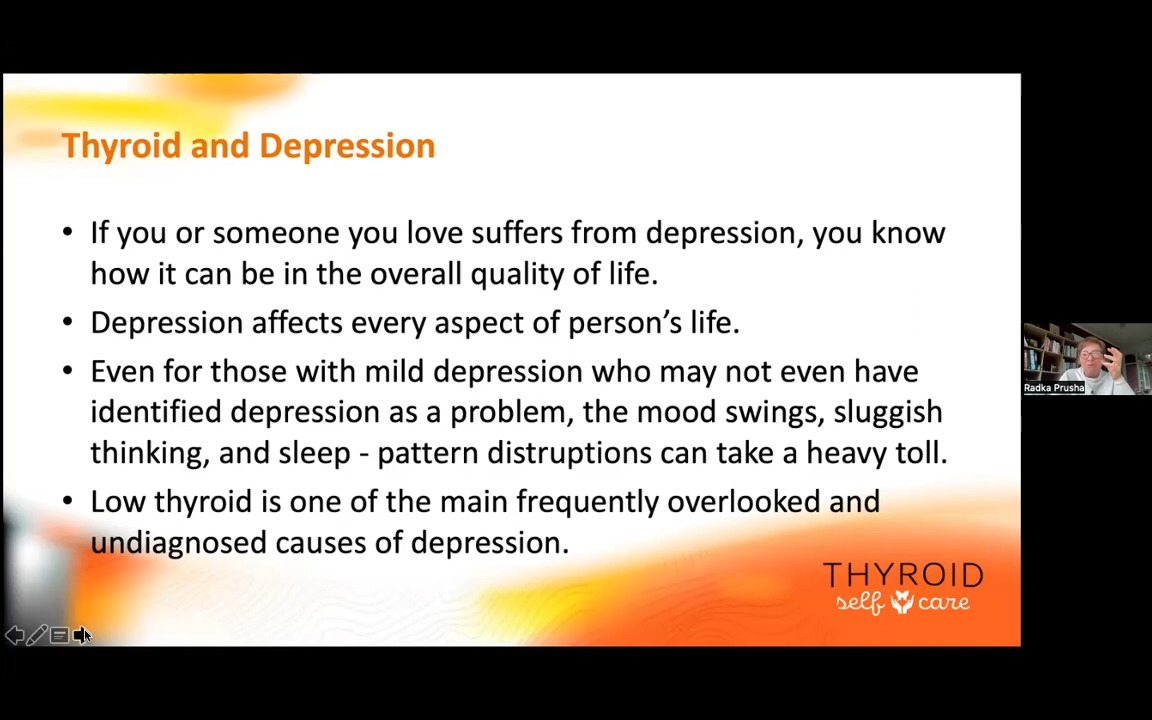 Thyroid and Depression
• If you or someone you love suffers from depression, you know
how it can be in the overall quality of life.
• Depression affects every aspect of person’s life.
• Even for those with mild depression who may not even have
identified depression as a problem, the mood swings, sluggish
thinking, and sleep - pattern distruptions can take a heavy toll.
• Low thyroid is one of the main frequently overlooked and
undiagnosed causes of depression.
THYROID
self care
Radka Prusha